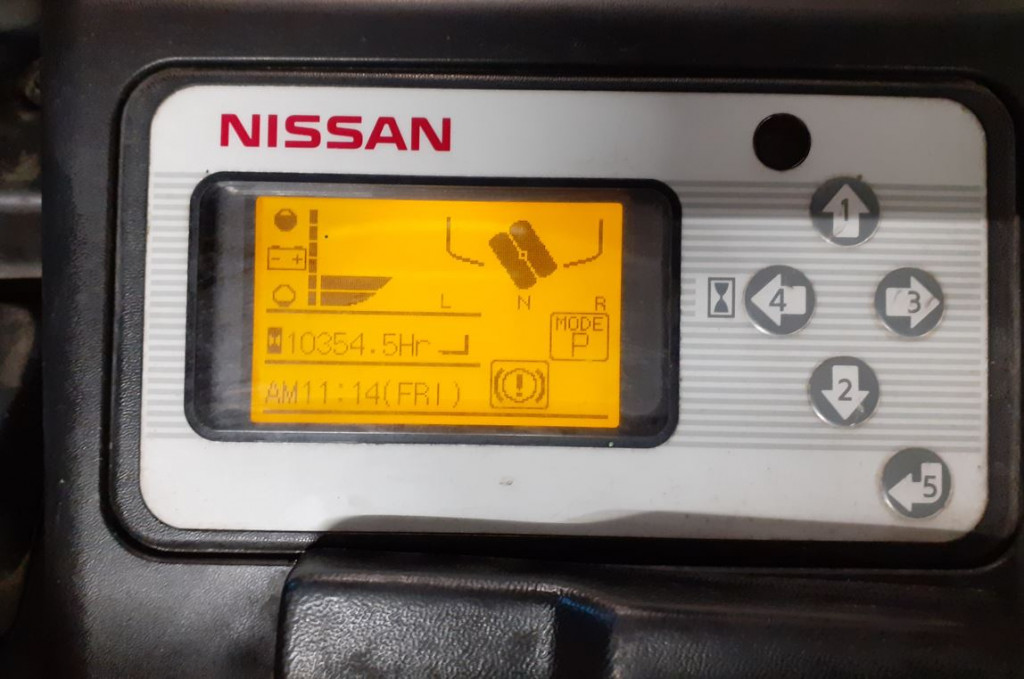 NISSAN
L N R
10354.5Hr
MODE
P
AM11:14(FRI)
1
4
3
2
5